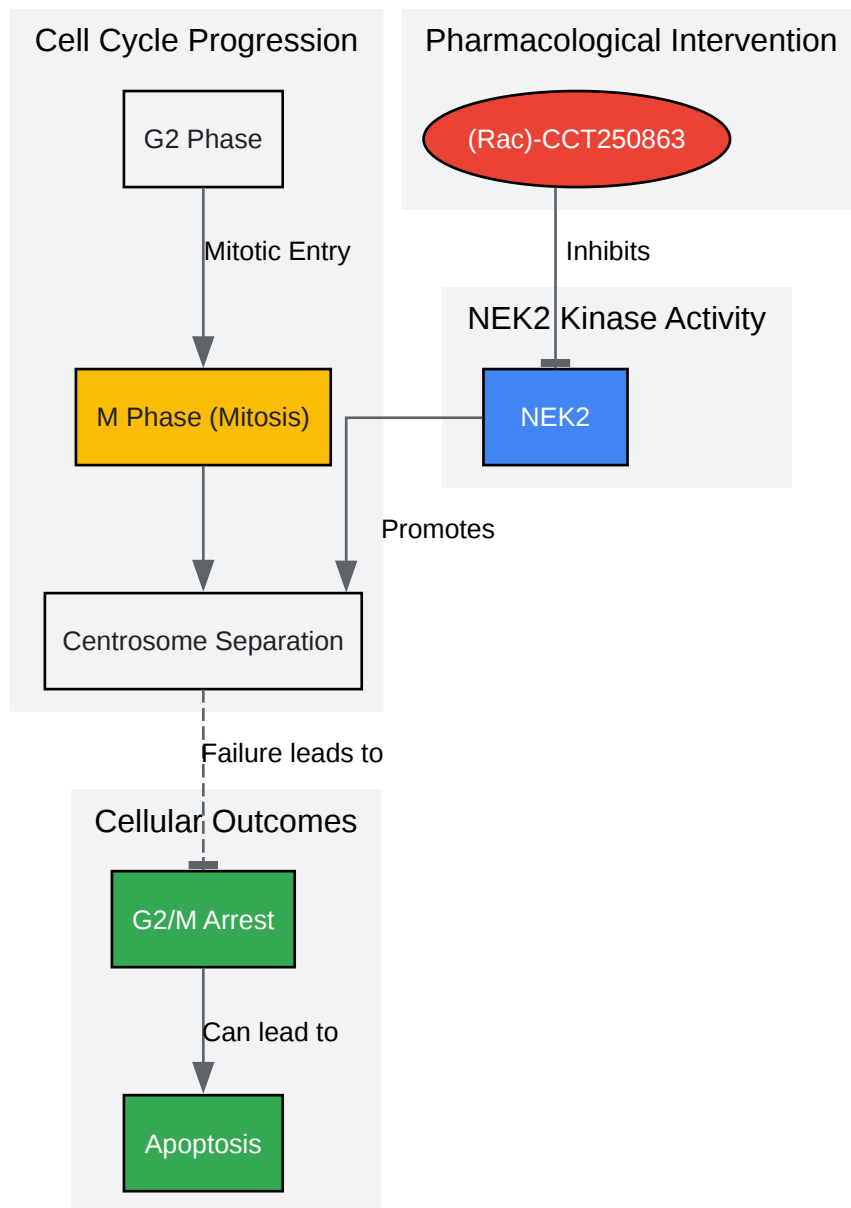 Cell Cycle Progression
Pharmacological Intervention
G2 Phase
(Rac)-CCT250863
Mitotic Entry
Inhibits
NEK2 Kinase Activity
M Phase (Mitosis)
NEK2
Promotes
Centrosome Separation
Failure leads to
Cellular Outcomes
G2/M Arrest
Can lead to
Apoptosis